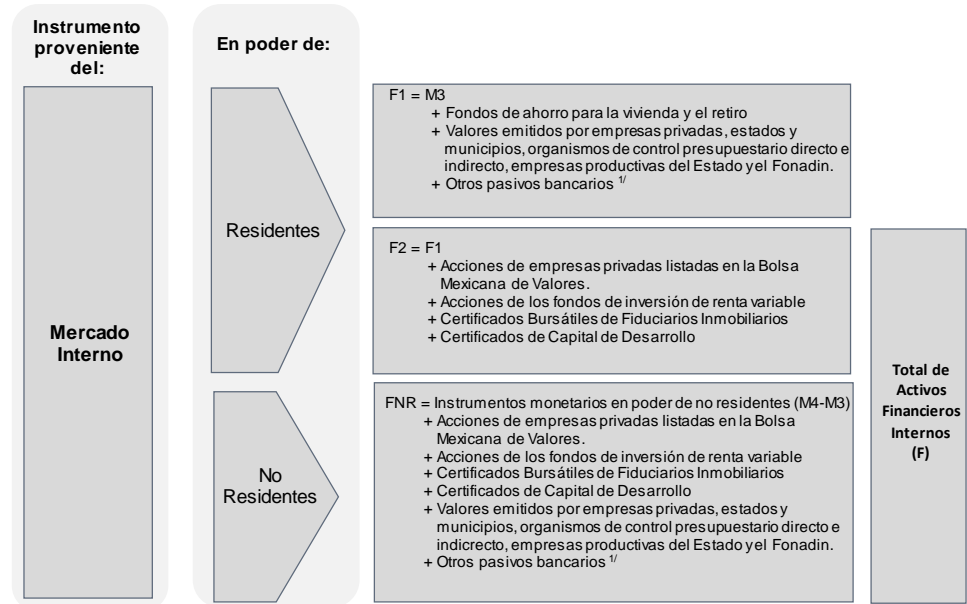 Instrumento
proveniente
del:
En poder de:
Mercado
Interno
Residentes
F1 = M3
+ Fondos de ahorro para la vivienda y el retiro
+ Valores emitidos por empresas privadas, estados y
municipios, organismos de control presupuestario directo e
indirecto, empresas productivas del Estado y el Fonadin.
+ Otros pasivos bancarios 1/
F2 = F1
+ Acciones de empresas privadas listadas en la Bolsa
Mexicana de Valores.
+ Acciones de los fondos de inversión de renta variable
+ Certificados Bursátiles de Fiduciarios Inmobiliarios
+ Certificados de Capital de Desarrollo
No
Residentes
FNR = Instrumentos monetarios en poder de no residentes (M4-M3)
+ Acciones de empresas privadas listadas en la Bolsa
Mexicana de Valores.
+ Acciones de los fondos de inversión de renta variable
+ Certificados Bursátiles de Fiduciarios Inmobiliarios
+ Certificados de Capital de Desarrollo
+ Valores emitidos por empresas privadas, estados y
municipios, organismos de control presupuestario directo e
indicrecto, empresas productivas del Estado y el Fonadin.
+ Otros pasivos bancarios 1/
Total de
Activos
Financieros
Internos
(F)